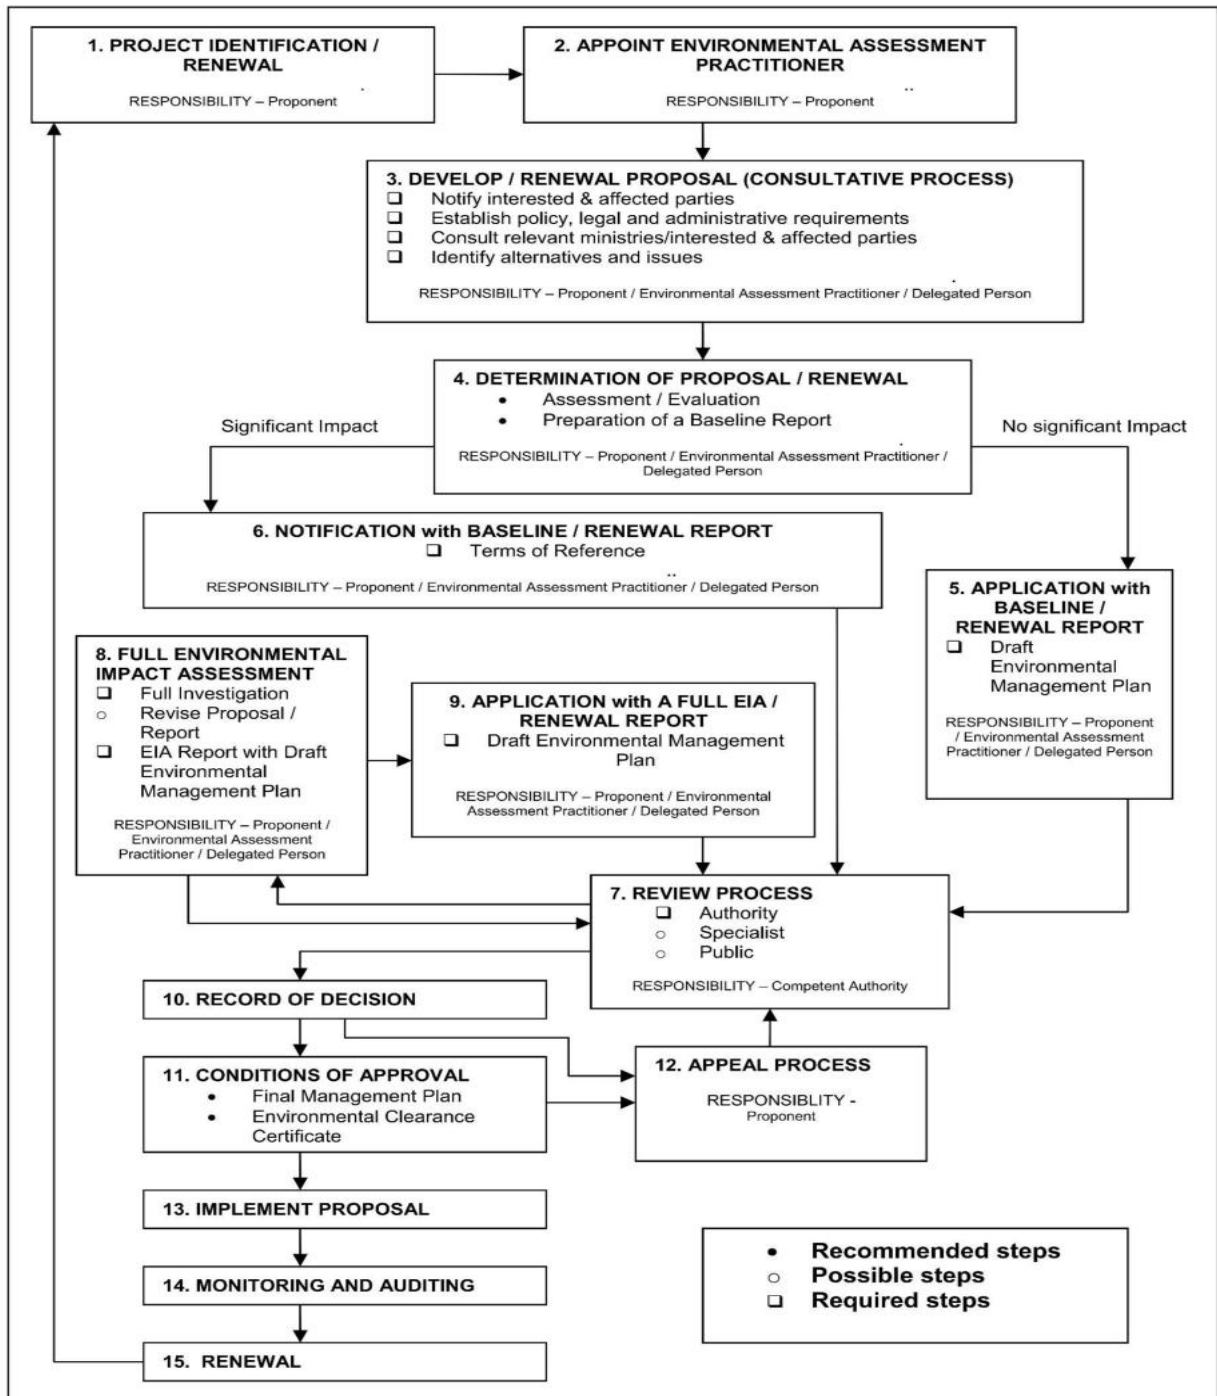 1. PROJECT IDENTIFICATION /
RENEWAL
RESPONSIBILITY – Proponent
2. APPOINT ENVIRONMENTAL ASSESSMENT
PRACTITIONER
RESPONSIBILITY – Proponent
3. DEVELOP / RENEWAL PROPOSAL (CONSULTATIVE PROCESS)
❑ Notify interested & affected parties
❑ Establish policy, legal and administrative requirements
❑ Consult relevant ministries/interested & affected parties
❑ Identify alternatives and issues
RESPONSIBILITY – Proponent / Environmental Assessment Practitioner / Delegated Person
4. DETERMINATION OF PROPOSAL / RENEWAL
• Assessment / Evaluation
• Preparation of a Baseline Report
RESPONSIBILITY – Proponent / Environmental Assessment Practitioner /
Delegated Person
Significant Impact
No significant Impact
6. NOTIFICATION with BASELINE / RENEWAL REPORT
❑ Terms of Reference
RESPONSIBILITY – Proponent / Environmental Assessment Practitioner / Delegated Person
5. APPLICATION with
BASELINE /
RENEWAL REPORT
❑ Draft
Environmental
Management Plan
RESPONSIBILITY – Proponent
/ Environmental Assessment
Practitioner / Delegated Person
8. FULL ENVIRONMENTAL
IMPACT ASSESSMENT
❑ Full Investigation
○ Revise Proposal /
Report
❑ EIA Report with Draft
Environmental
Management Plan
RESPONSIBILITY – Proponent /
Environmental Assessment
Practitioner / Delegated Person
9. APPLICATION with A FULL EIA /
RENEWAL REPORT
❑ Draft Environmental Management
Plan
RESPONSIBILITY – Proponent / Environmental
Assessment Practitioner / Delegated Person
7. REVIEW PROCESS
❑ Authority
○ Specialist
○ Public
RESPONSIBILITY – Competent Authority
10. RECORD OF DECISION
11. CONDITIONS OF APPROVAL
• Final Management Plan
• Environmental Clearance
Certificate
12. APPEAL PROCESS
RESPONSIBLITY -
Proponent
13. IMPLEMENT PROPOSAL
14. MONITORING AND AUDITING
15. RENEWAL
• Recommended steps
○ Possible steps
❑ Required steps